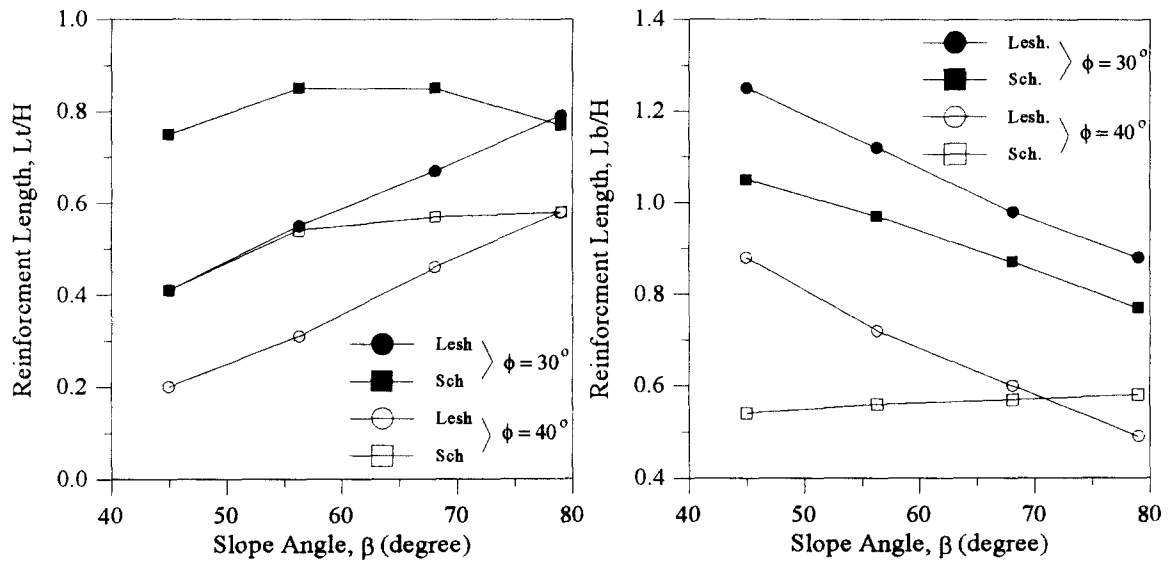 1.0
0.8
0.6
0.4
0.2
0.0
Reinforcment Length, Lt/H
40
50
60
70
80
Slope Angle, β (degree)
Lesh
Sch
ϕ = 30°
Lesh
Sch
ϕ = 40°
1.4
1.2
1.0
0.8
0.6
0.4
Reinforcment Length, Lb/H
40
50
60
70
80
Slope Angle, β (degree)
Lesh.
Sch.
ϕ = 30°
Lesh.
Sch.
ϕ = 40°